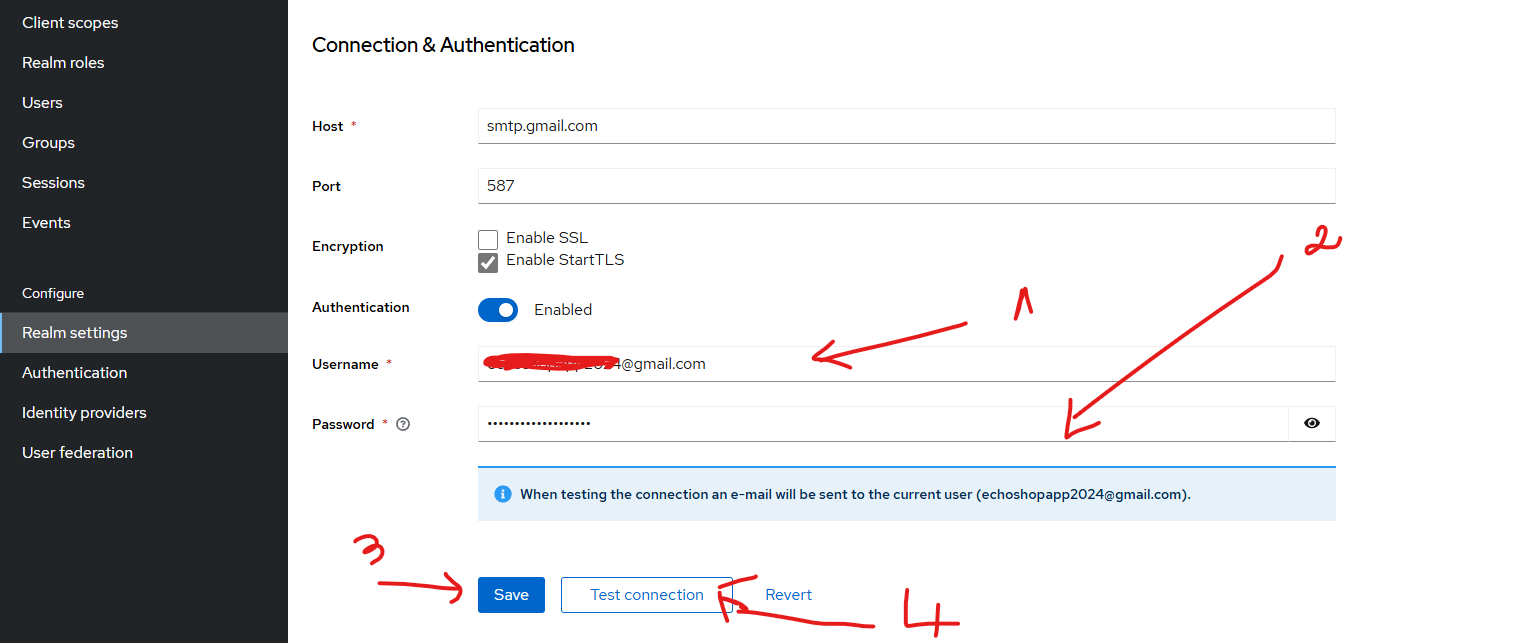 Client scopes
Realm roles
Users
Groups
Sessions
Events
Configure
Realm settings
Authentication
Identity providers
User federation
Connection & Authentication
Host *
smtp.gmail.com
Port
587
Encryption
Enable SSL
Enable StartTLS
2
Authentication
Enabled
1
Username *
@gmail.com
Password * ?
•••••••••••••••••••
When testing the connection an e-mail will be sent to the current user (echoshopapp2024@gmail.com).
3
Save
Test connection
Revert
4